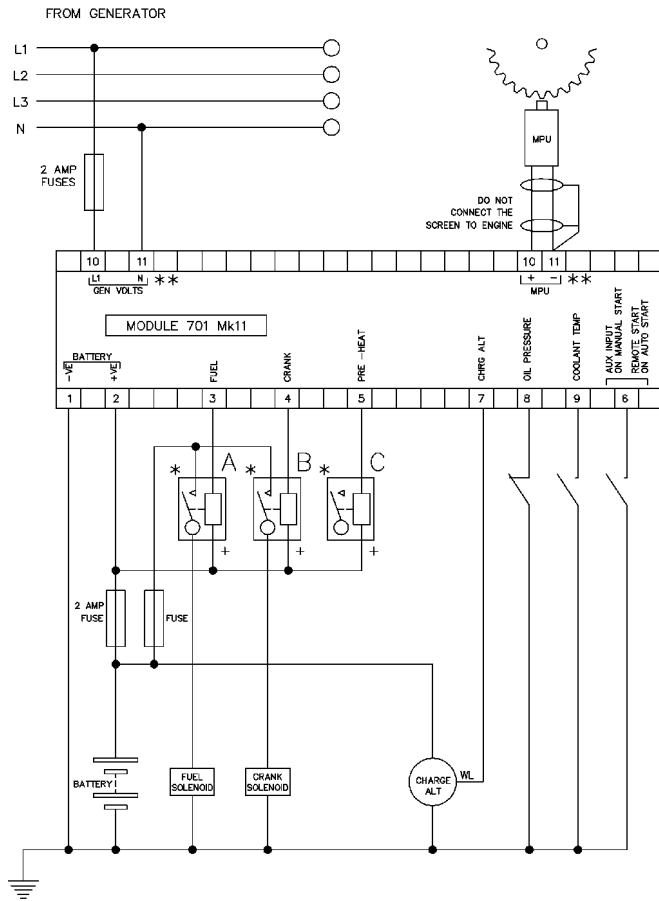 FROM GENERATOR
L1
L2
L3
N
2 AMP
FUSES
MPU
DO NOT
CONNECT THE
SCREEN TO ENGINE
10 11 10 11
L1 N **
GEN VOLTS
+ - **
MPU
MODULE 701 Mk11
BATTERY
-VE
+VE
FUEL
CRANK
PRE -HEAT
CHRG ALT
OIL PRESSURE
COOLANT TEMP
AUX INPUT
ON MANUAL START
REMOTE START
ON AUTO START
1 2 3 4 5 7 8 9 6
* A * B * C
+ + +
2 AMP
FUSE
FUSE
BATTERY
FUEL
SOLENOID
CRANK
SOLENOID
CHARGE
ALT
WL